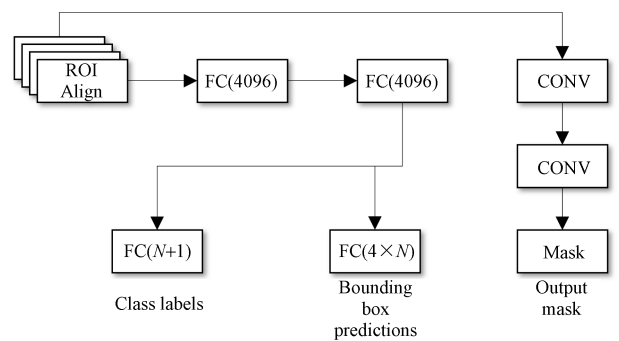 ROI
Align
FC(4096)
FC(4096)
CONV
CONV
FC(N+1)
FC(4×N)
Mask
Class labels
Bounding
box
predictions
Output
mask